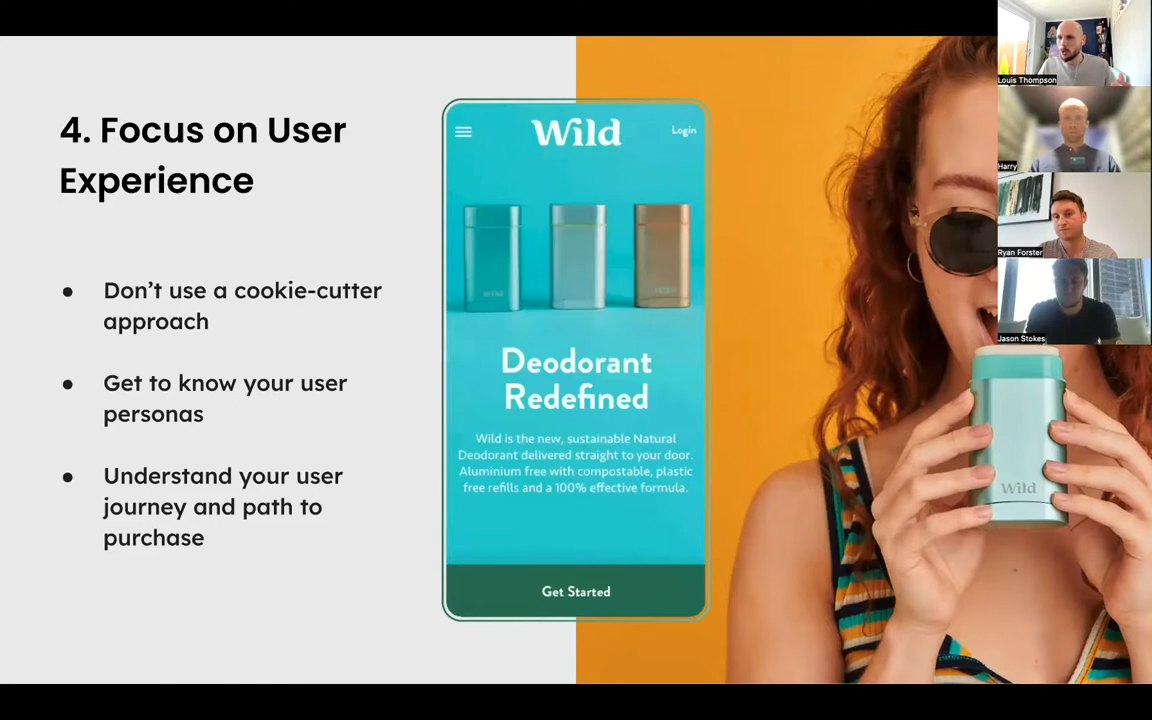 4. Focus on User
Experience
● Don’t use a cookie-cutter
approach
● Get to know your user
personas
● Understand your user
journey and path to
purchase
Wild
Login
Deodorant
Redefined
Wild is the new, sustainable Natural
Deodorant delivered straight to your door.
Aluminium free with compostable, plastic
free refills and a 100% effective formula.
Get Started
Wild
Wild
Louis Thompson
Harry
Ryan Forster
Jason Stokes